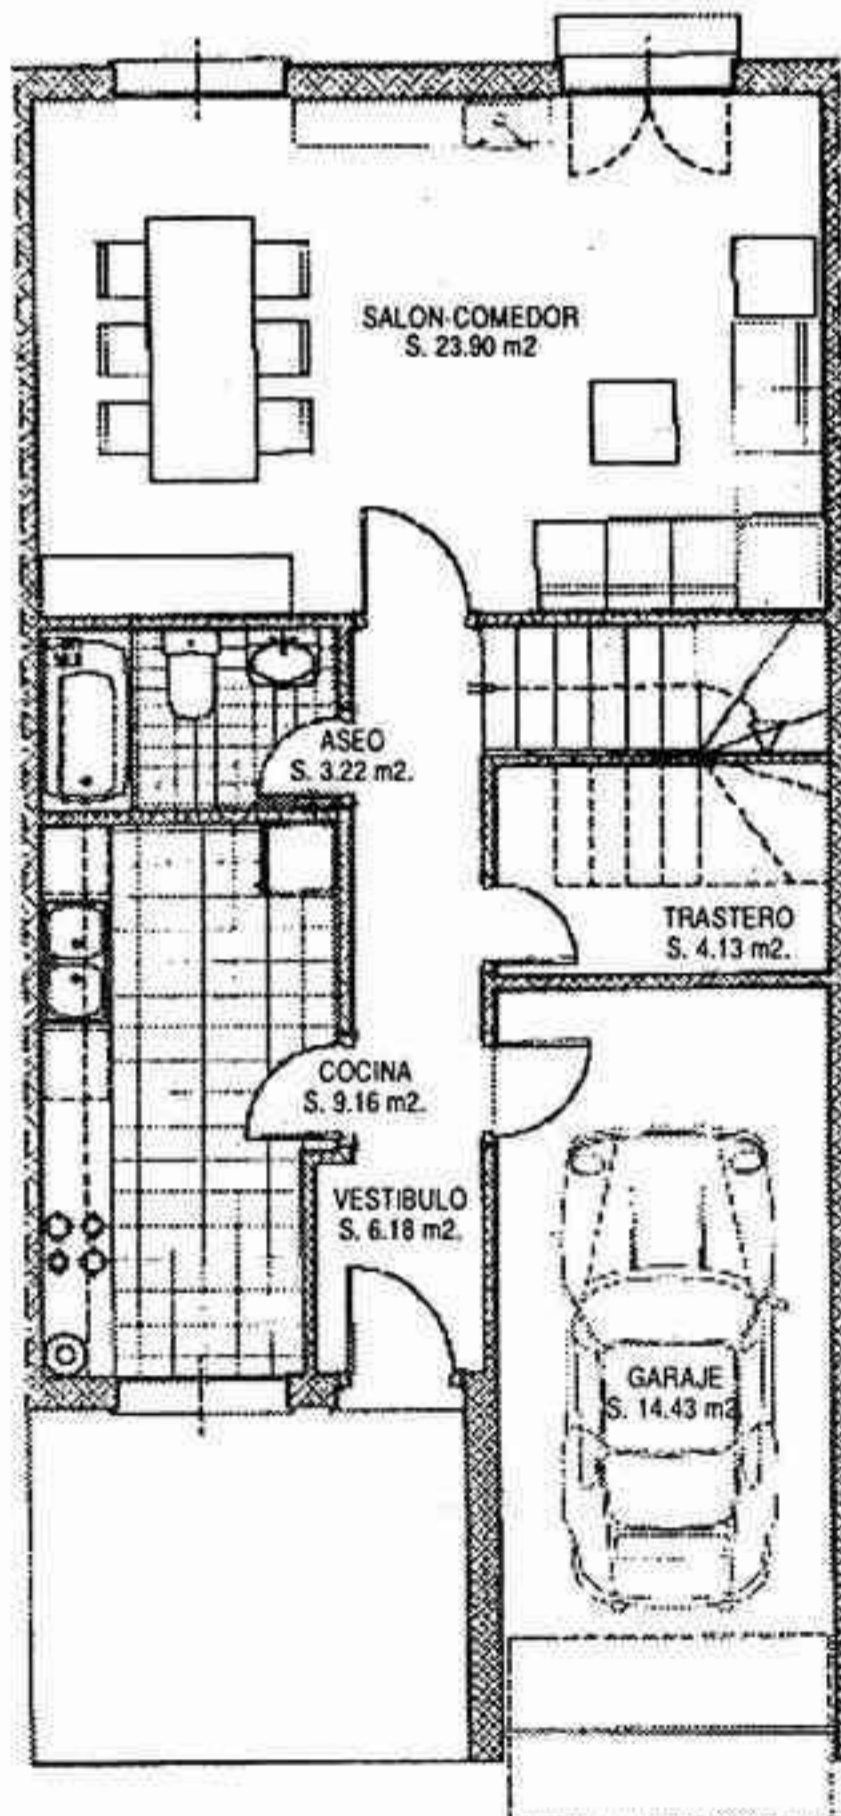 SALON-COMEDOR
S. 23.90 m2
ASEO
S. 3.22 m2.
TRASTERO
S. 4.13 m2.
COCINA
S. 9.16 m2.
VESTIBULO
S. 6.18 m2.
GARAJE
S. 14.43 m2